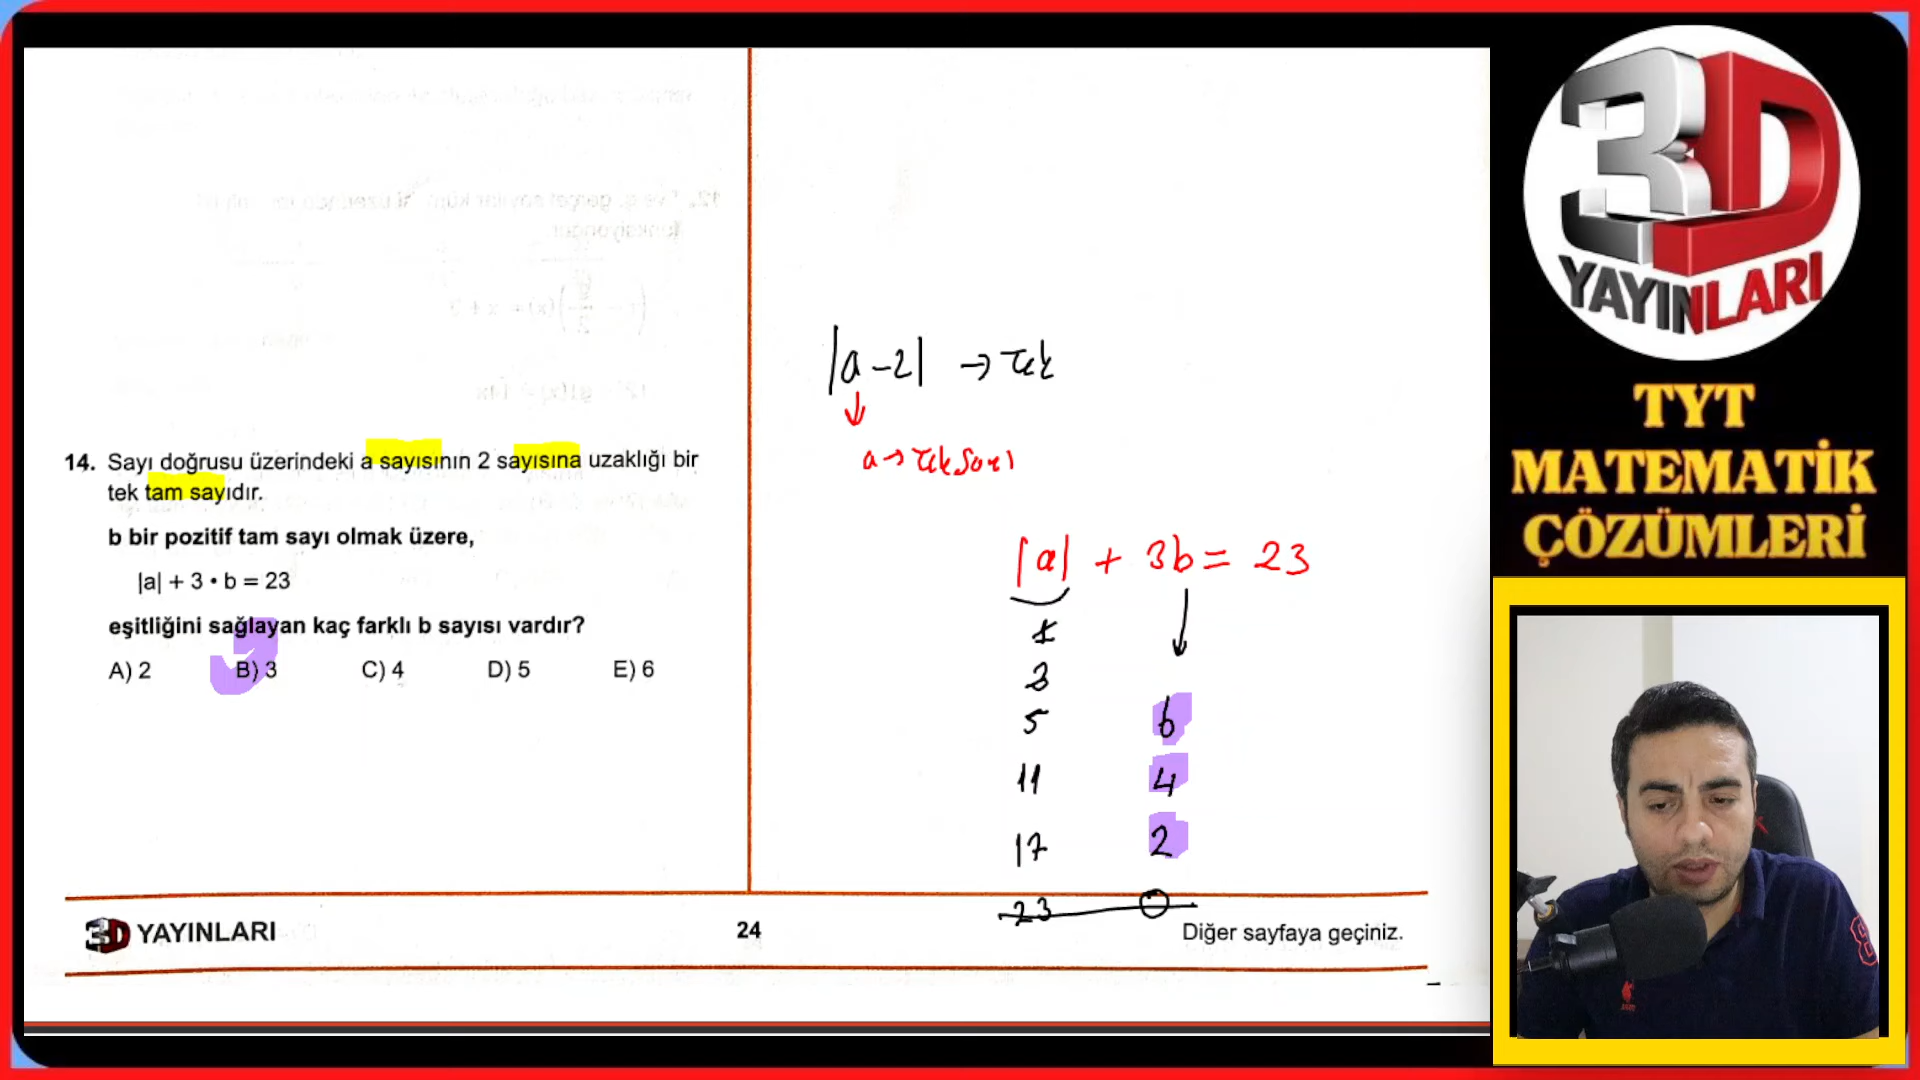 14. Sayı doğrusu üzerindeki a sayısının 2 sayısına uzaklığı bir
tek tam sayıdır.
b bir pozitif tam sayı olmak üzere,
|a| + 3 • b = 23
eşitliğini sağlayan kaç farklı b sayısı vardır?
A) 2 B) 3 C) 4 D) 5 E) 6
|a - 2| → tek
a → tek sayı
|a| + 3b = 23
1
3
5 6
11 4
17 2
23 0
3D YAYINLARI
24
Diğer sayfaya geçiniz.
3D
YAYINLARI
TYT
MATEMATİK
ÇÖZÜMLERİ